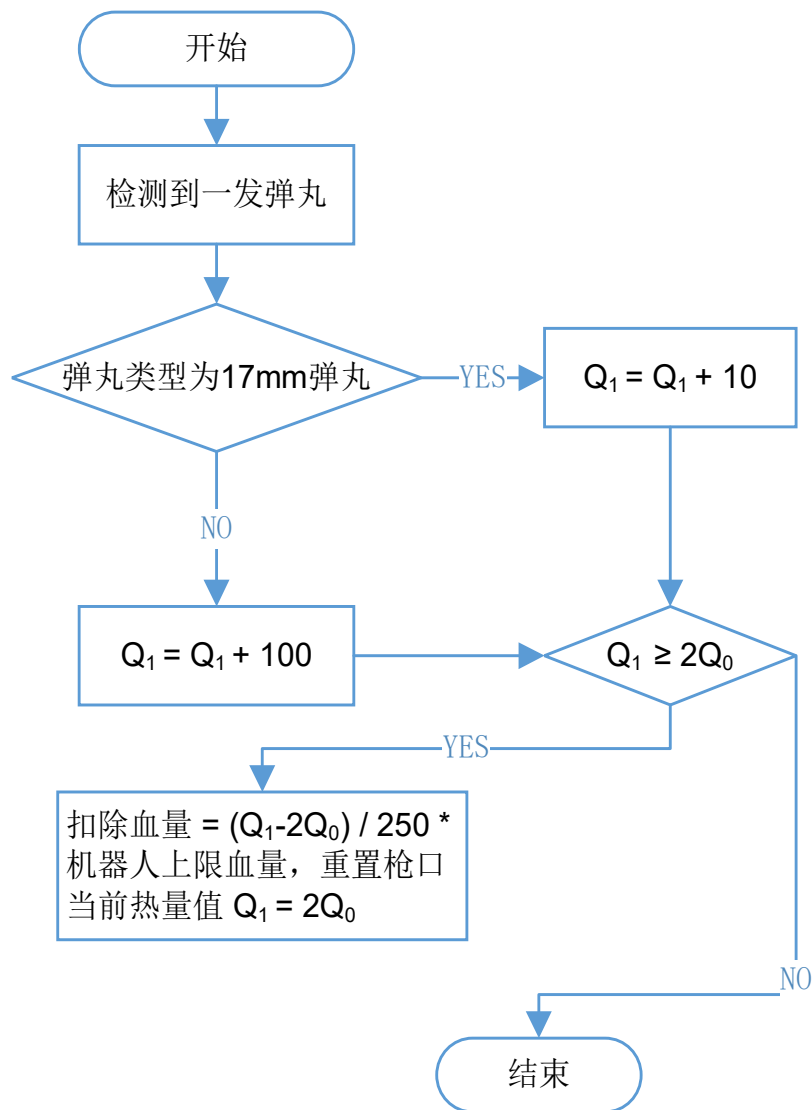 开始
检测到一发弹丸
弹丸类型为17mm弹丸
YES
Q₁ = Q₁ + 10
NO
Q₁ = Q₁ + 100
Q₁ ≥ 2Q₀
YES
扣除血量 = (Q₁-2Q₀) / 250 *
机器人上限血量，重置枪口
当前热量值 Q₁ = 2Q₀
NO
结束